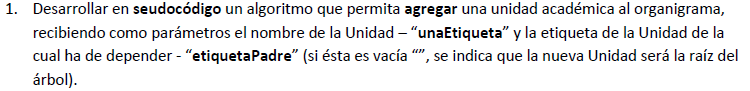 1. Desarrollar en seudocódigo un algoritmo que permita agregar una unidad académica al organigrama,
recibiendo como parámetros el nombre de la Unidad – “unaEtiqueta” y la etiqueta de la Unidad de la
cual ha de depender - “etiquetaPadre” (si ésta es vacía “”, se indica que la nueva Unidad será la raíz del
árbol).